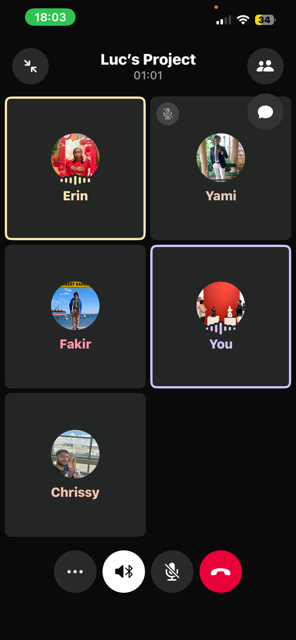 18:03
34
Luc's Project
01:01
Erin
Yami
Fakir
You
Chrissy